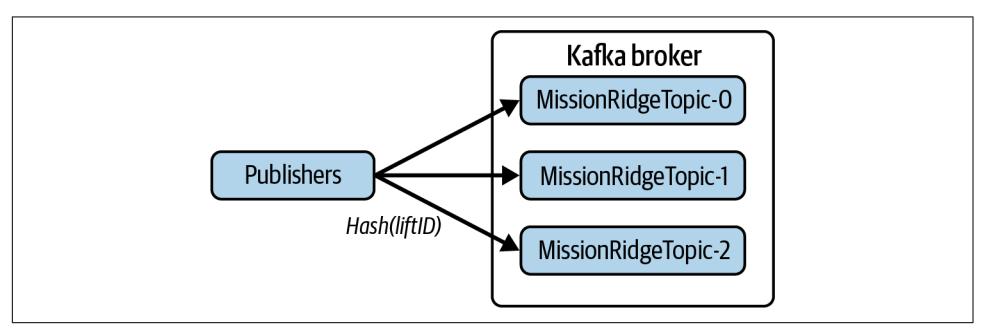 Kafka broker
MissionRidgeTopic-0
Publishers
MissionRidgeTopic-1
Hash(liftID)
MissionRidgeTopic-2